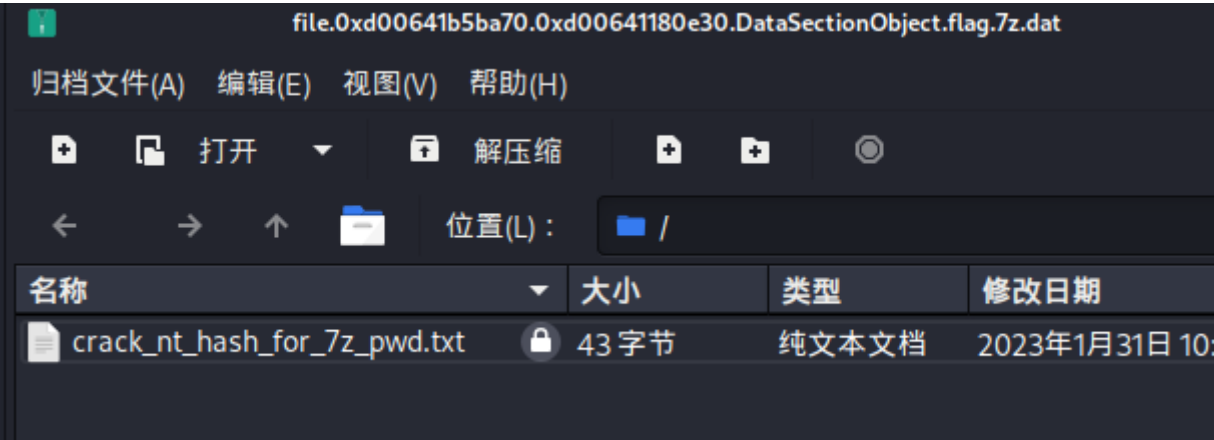 file.0xd00641b5ba70.0xd00641180e30.DataSectionObject.flag.7z.dat
归档文件(A) 编辑(E) 视图(V) 帮助(H)
打开 解压缩
位置(L)： /
名称 大小 类型 修改日期
crack_nt_hash_for_7z_pwd.txt 43 字节 纯文本文档 2023年1月31日 10: